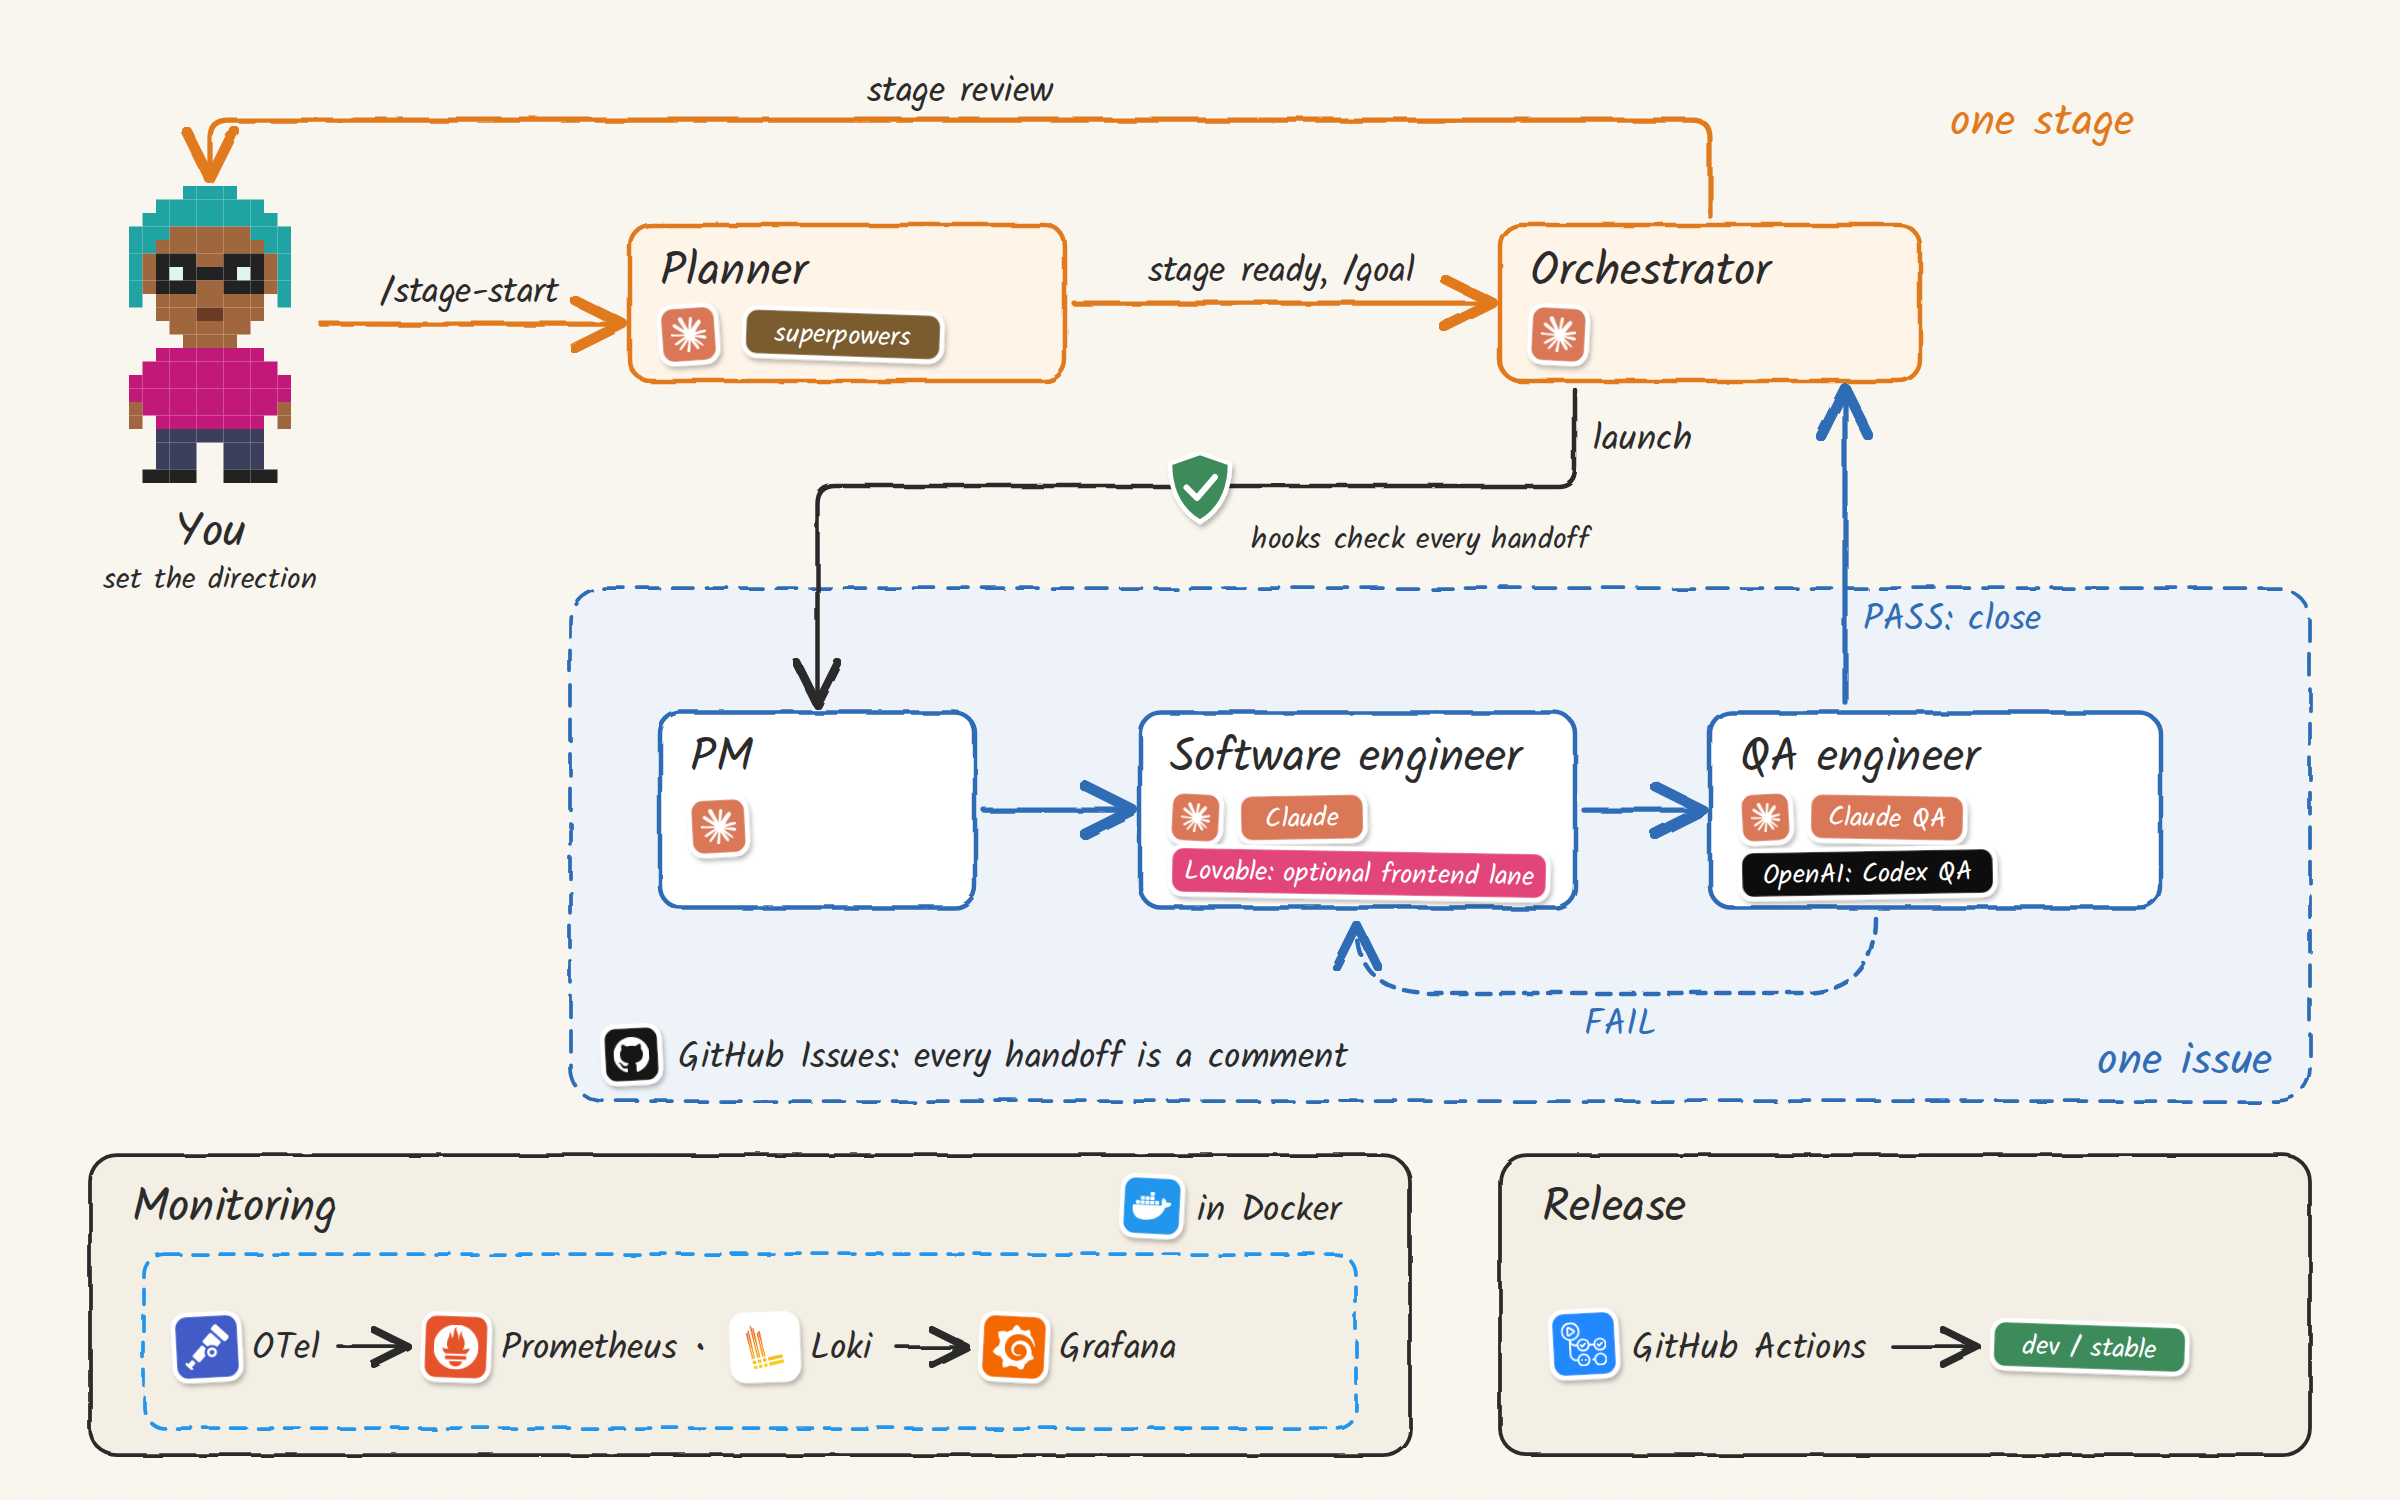 stage review
one stage
/stage-start
Planner
superpowers
stage ready, /goal
Orchestrator
launch
hooks check every handoff
You
set the direction
PASS: close
PM
Software engineer
Claude
Lovable: optional frontend lane
QA engineer
Claude QA
OpenAI: Codex QA
FAIL
GitHub Issues: every handoff is a comment
one issue
Monitoring
in Docker
OTel
Prometheus ·
Loki
Grafana
Release
GitHub Actions
dev / stable